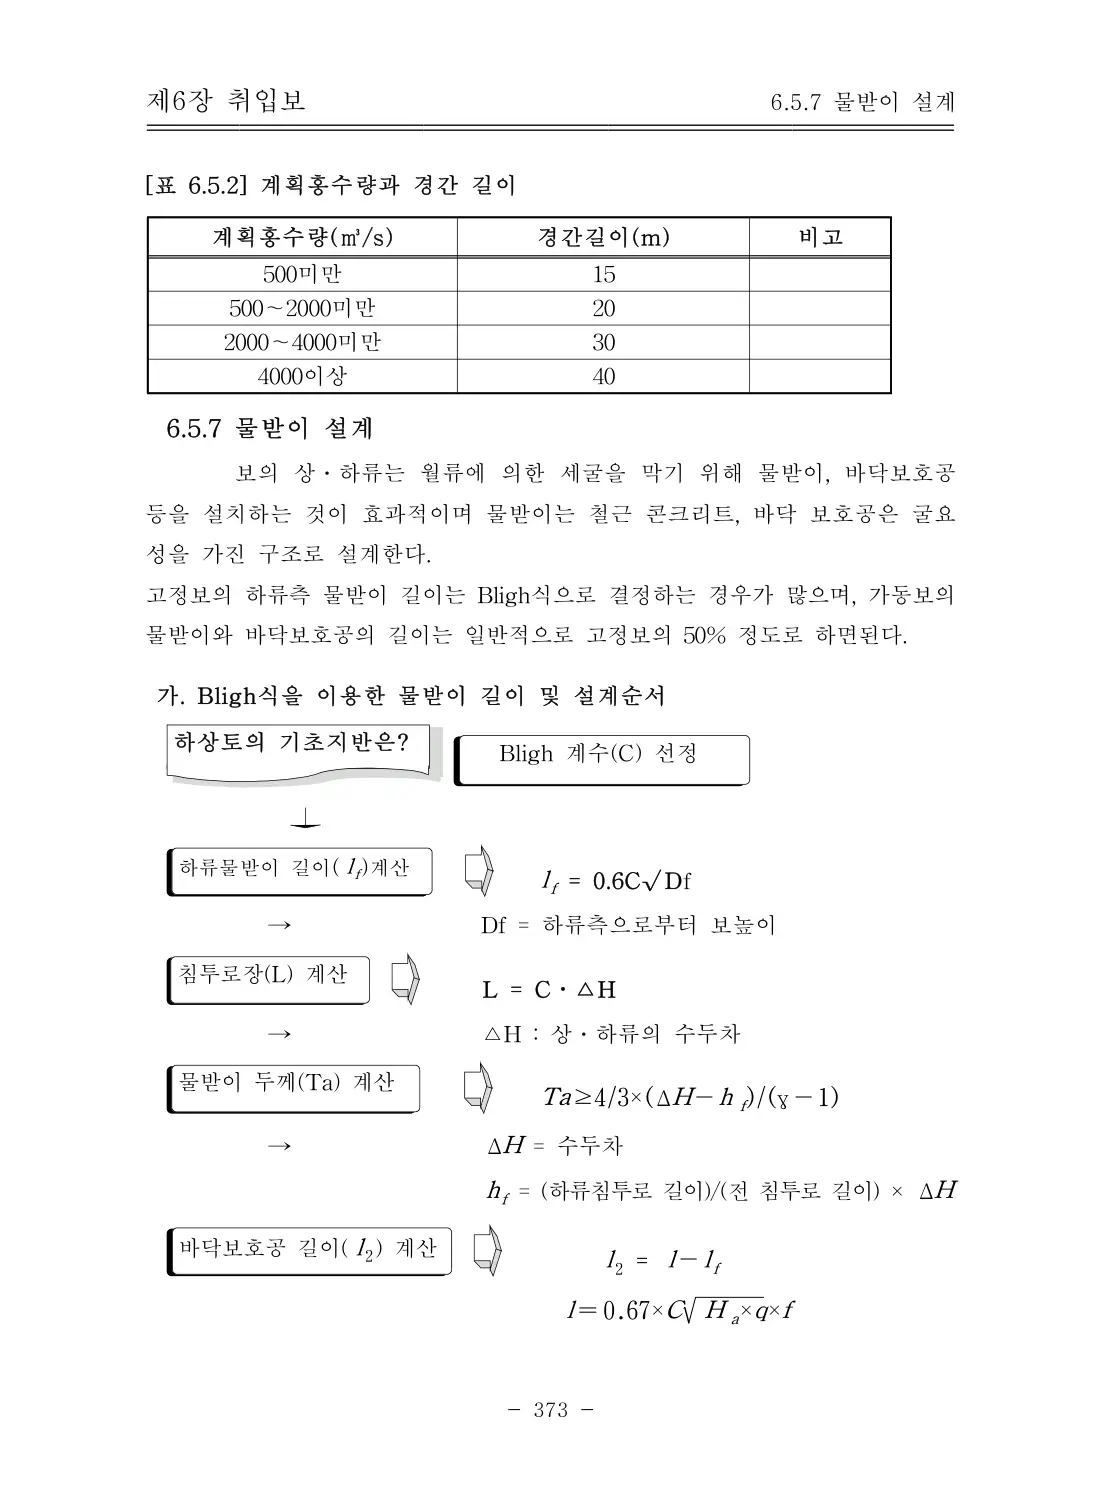 제6장 취입보
6.5.7 물받이 설계
[표 6.5.2] 계획홍수량과 경간 길이
계획홍수량(㎥/s) 경간길이(m) 비고
500미만 15
500∼2000미만 20
2000∼4000미만 30
4000이상 40
6.5.7 물받이 설계
보의 상·하류는 월류에 의한 세굴을 막기 위해 물받이, 바닥보호공
등을 설치하는 것이 효과적이며 물받이는 철근 콘크리트, 바닥 보호공은 굴요
성을 가진 구조로 설계한다.
고정보의 하류측 물받이 길이는 Bligh식으로 결정하는 경우가 많으며, 가동보의
물받이와 바닥보호공의 길이는 일반적으로 고정보의 50% 정도로 하면된다.
가. Bligh식을 이용한 물받이 길이 및 설계순서
하상토의 기초지반은?
Bligh 계수(C) 선정
↓
하류물받이 길이( l_f)계산
l_f = 0.6C√Df
→ Df = 하류측으로부터 보높이
침투로장(L) 계산
L = C·△H
→ △H : 상·하류의 수두차
물받이 두께(Ta) 계산
Ta≥4/3×(ΔH−h_f)/(ɣ−1)
→ ΔH = 수두차
h_f = (하류침투로 길이)/(전 침투로 길이) × ΔH
바닥보호공 길이( l₂) 계산
l₂ = l−l_f
l=0.67×C√(H_a×q)×f
- 373 -